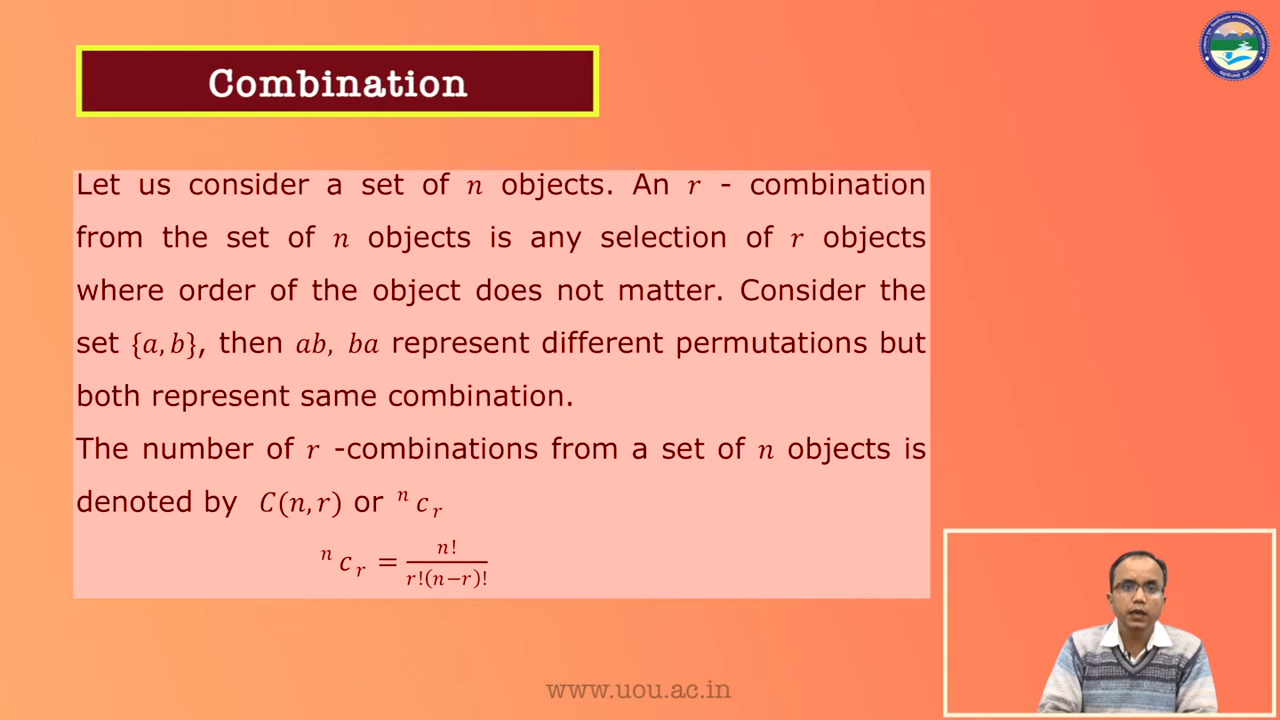 Combination
Let us consider a set of n objects. An r - combination
from the set of n objects is any selection of r objects
where order of the object does not matter. Consider the
set {a, b}, then ab, ba represent different permutations but
both represent same combination.
The number of r -combinations from a set of n objects is
denoted by C(n, r) or ⁿ c ᵣ
ⁿ c ᵣ = n! / r!(n−r)!
www.uou.ac.in